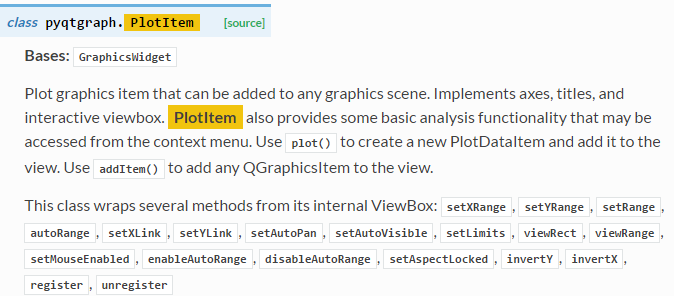 class pyqtgraph.PlotItem [source]
Bases: GraphicsWidget
Plot graphics item that can be added to any graphics scene. Implements axes, titles, and
interactive viewbox. PlotItem also provides some basic analysis functionality that may be
accessed from the context menu. Use plot() to create a new PlotDataItem and add it to the
view. Use addItem() to add any QGraphicsItem to the view.
This class wraps several methods from its internal ViewBox: setXRange, setYRange, setRange,
autoRange, setXLink, setYLink, setAutoPan, setAutoVisible, setLimits, viewRect, viewRange,
setMouseEnabled, enableAutoRange, disableAutoRange, setAspectLocked, invertY, invertX,
register, unregister